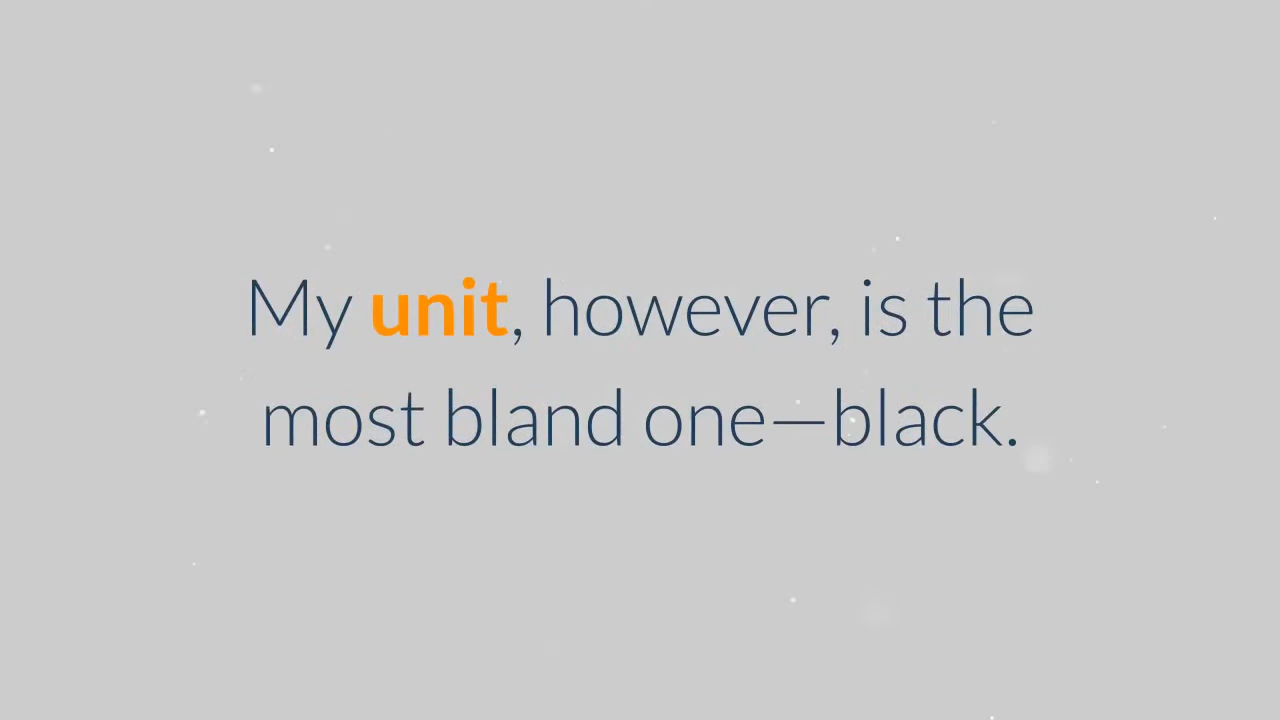 My unit, however, is the
most bland one—black.